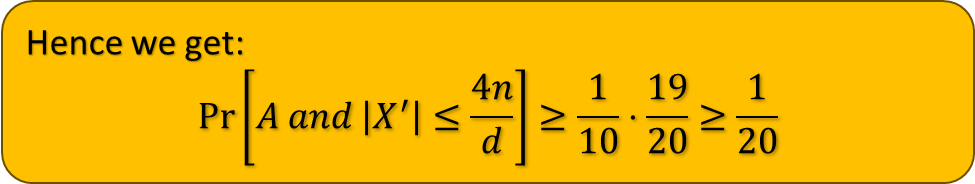 Hence we get:
Pr [A and |X′| ≤ 4n/d] ≥ 1/10 · 19/20 ≥ 1/20